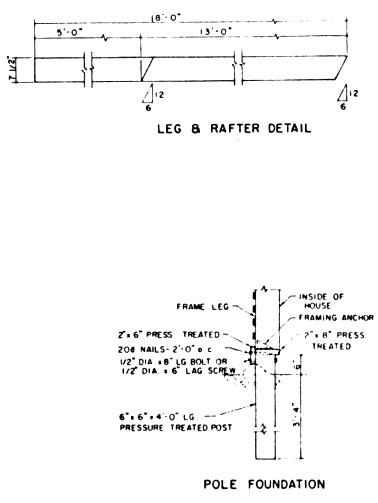 18'-0"
5'-0" 13'-0"
7 1/2"
12 12
6 6
LEG & RAFTER DETAIL
INSIDE OF
HOUSE
FRAME LEG
FRAMING ANCHOR
2" x 6" PRESS TREATED
2" x 8" PRESS.
TREATED
20d NAILS - 2'-0" o c
1/2" DIA x 8" LG BOLT OR
1/2" DIA. x 6" LAG SCREW
6"
3'-4"
6" x 6" x 4'-0" LG.
PRESSURE TREATED POST
POLE FOUNDATION